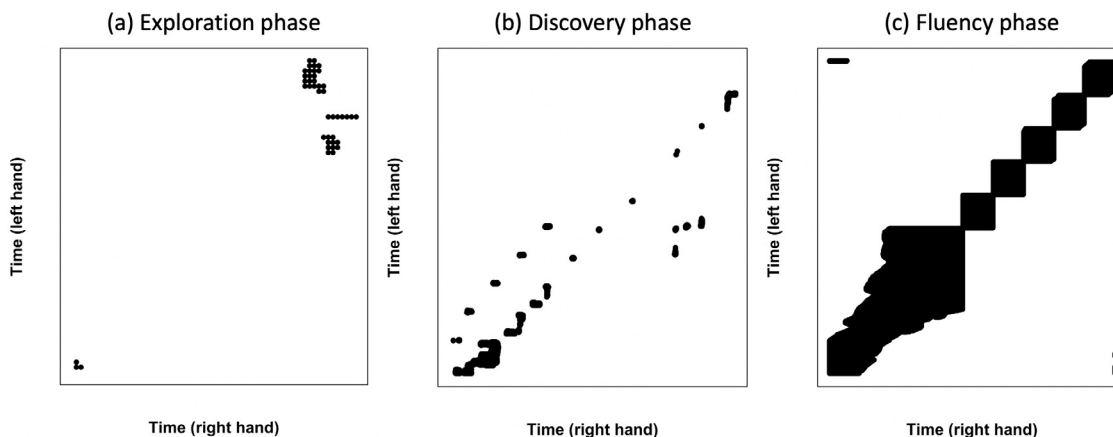 (a) Exploration phase
(b) Discovery phase
(c) Fluency phase
Time (left hand)
Time (left hand)
Time (left hand)
Time (right hand)
Time (right hand)
Time (right hand)